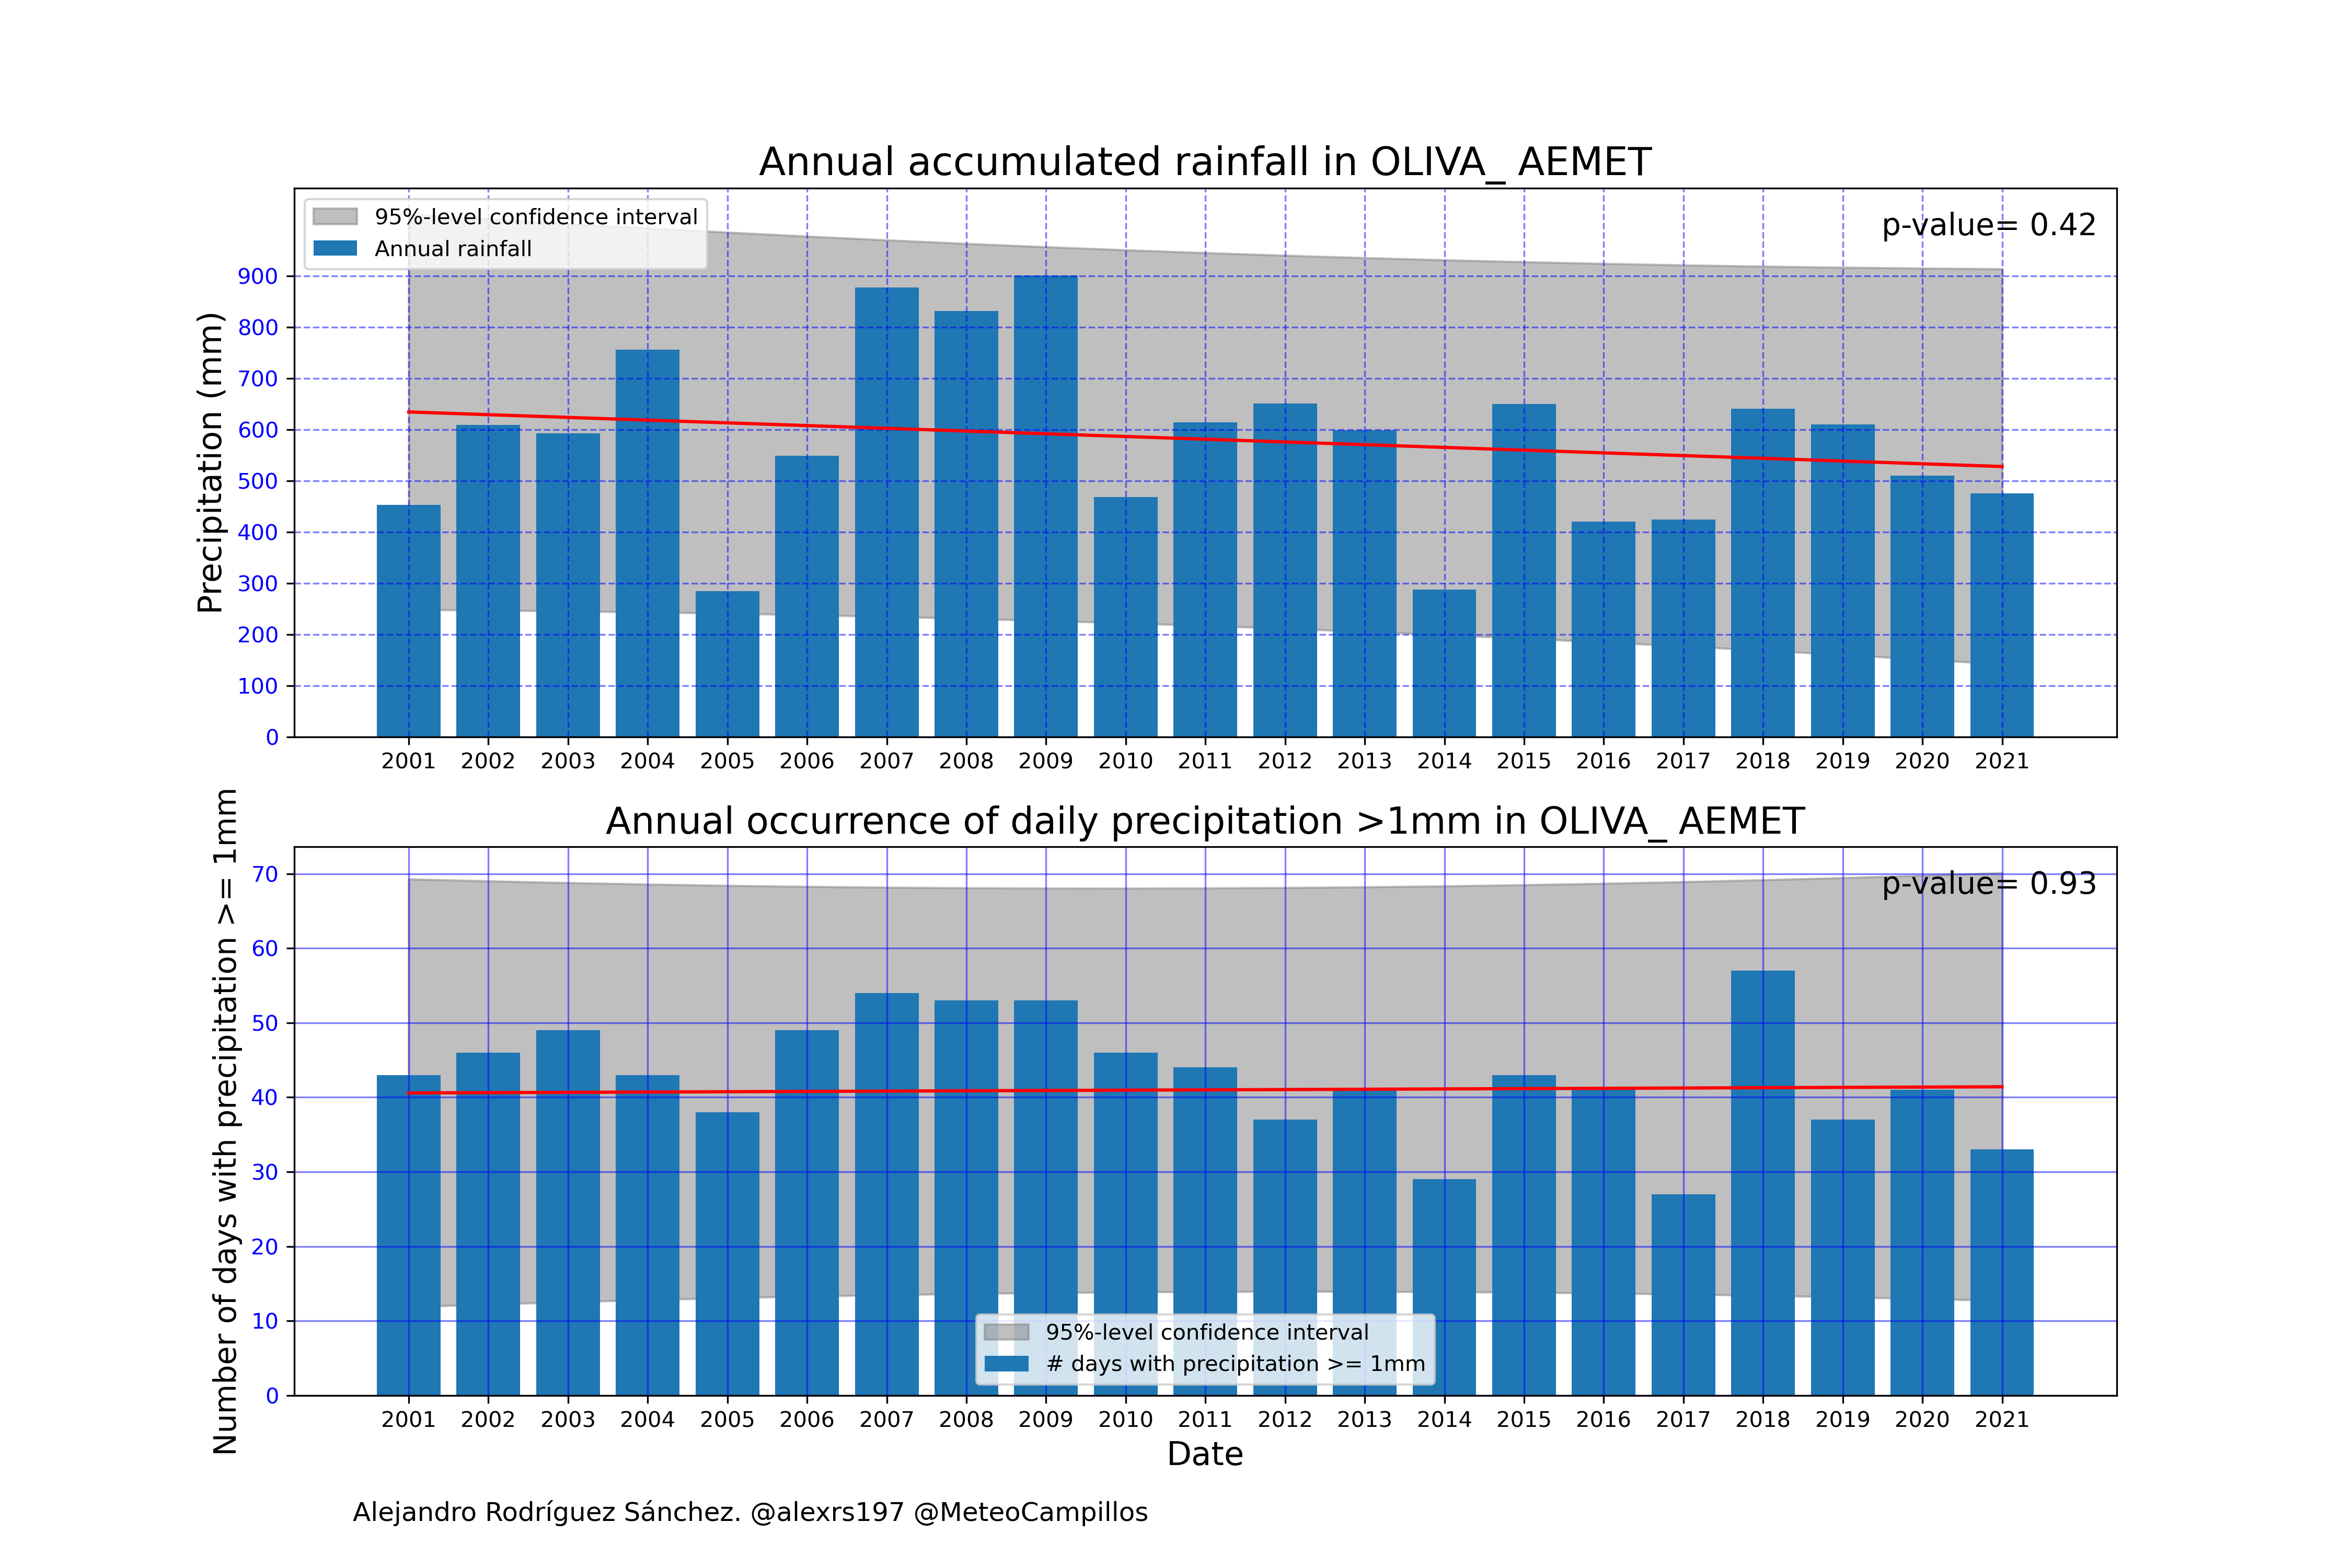 Annual accumulated rainfall in OLIVA_ AEMET
95%-level confidence interval
Annual rainfall
p-value= 0.42
Precipitation (mm)
900
800
700
600
500
400
300
200
100
0
2001 2002 2003 2004 2005 2006 2007 2008 2009 2010 2011 2012 2013 2014 2015 2016 2017 2018 2019 2020 2021
Annual occurrence of daily precipitation >1mm in OLIVA_ AEMET
p-value= 0.93
Number of days with precipitation >= 1mm
70
60
50
40
30
20
10
0
95%-level confidence interval
# days with precipitation >= 1mm
2001 2002 2003 2004 2005 2006 2007 2008 2009 2010 2011 2012 2013 2014 2015 2016 2017 2018 2019 2020 2021
Date
Alejandro Rodríguez Sánchez. @alexrs197 @MeteoCampillos